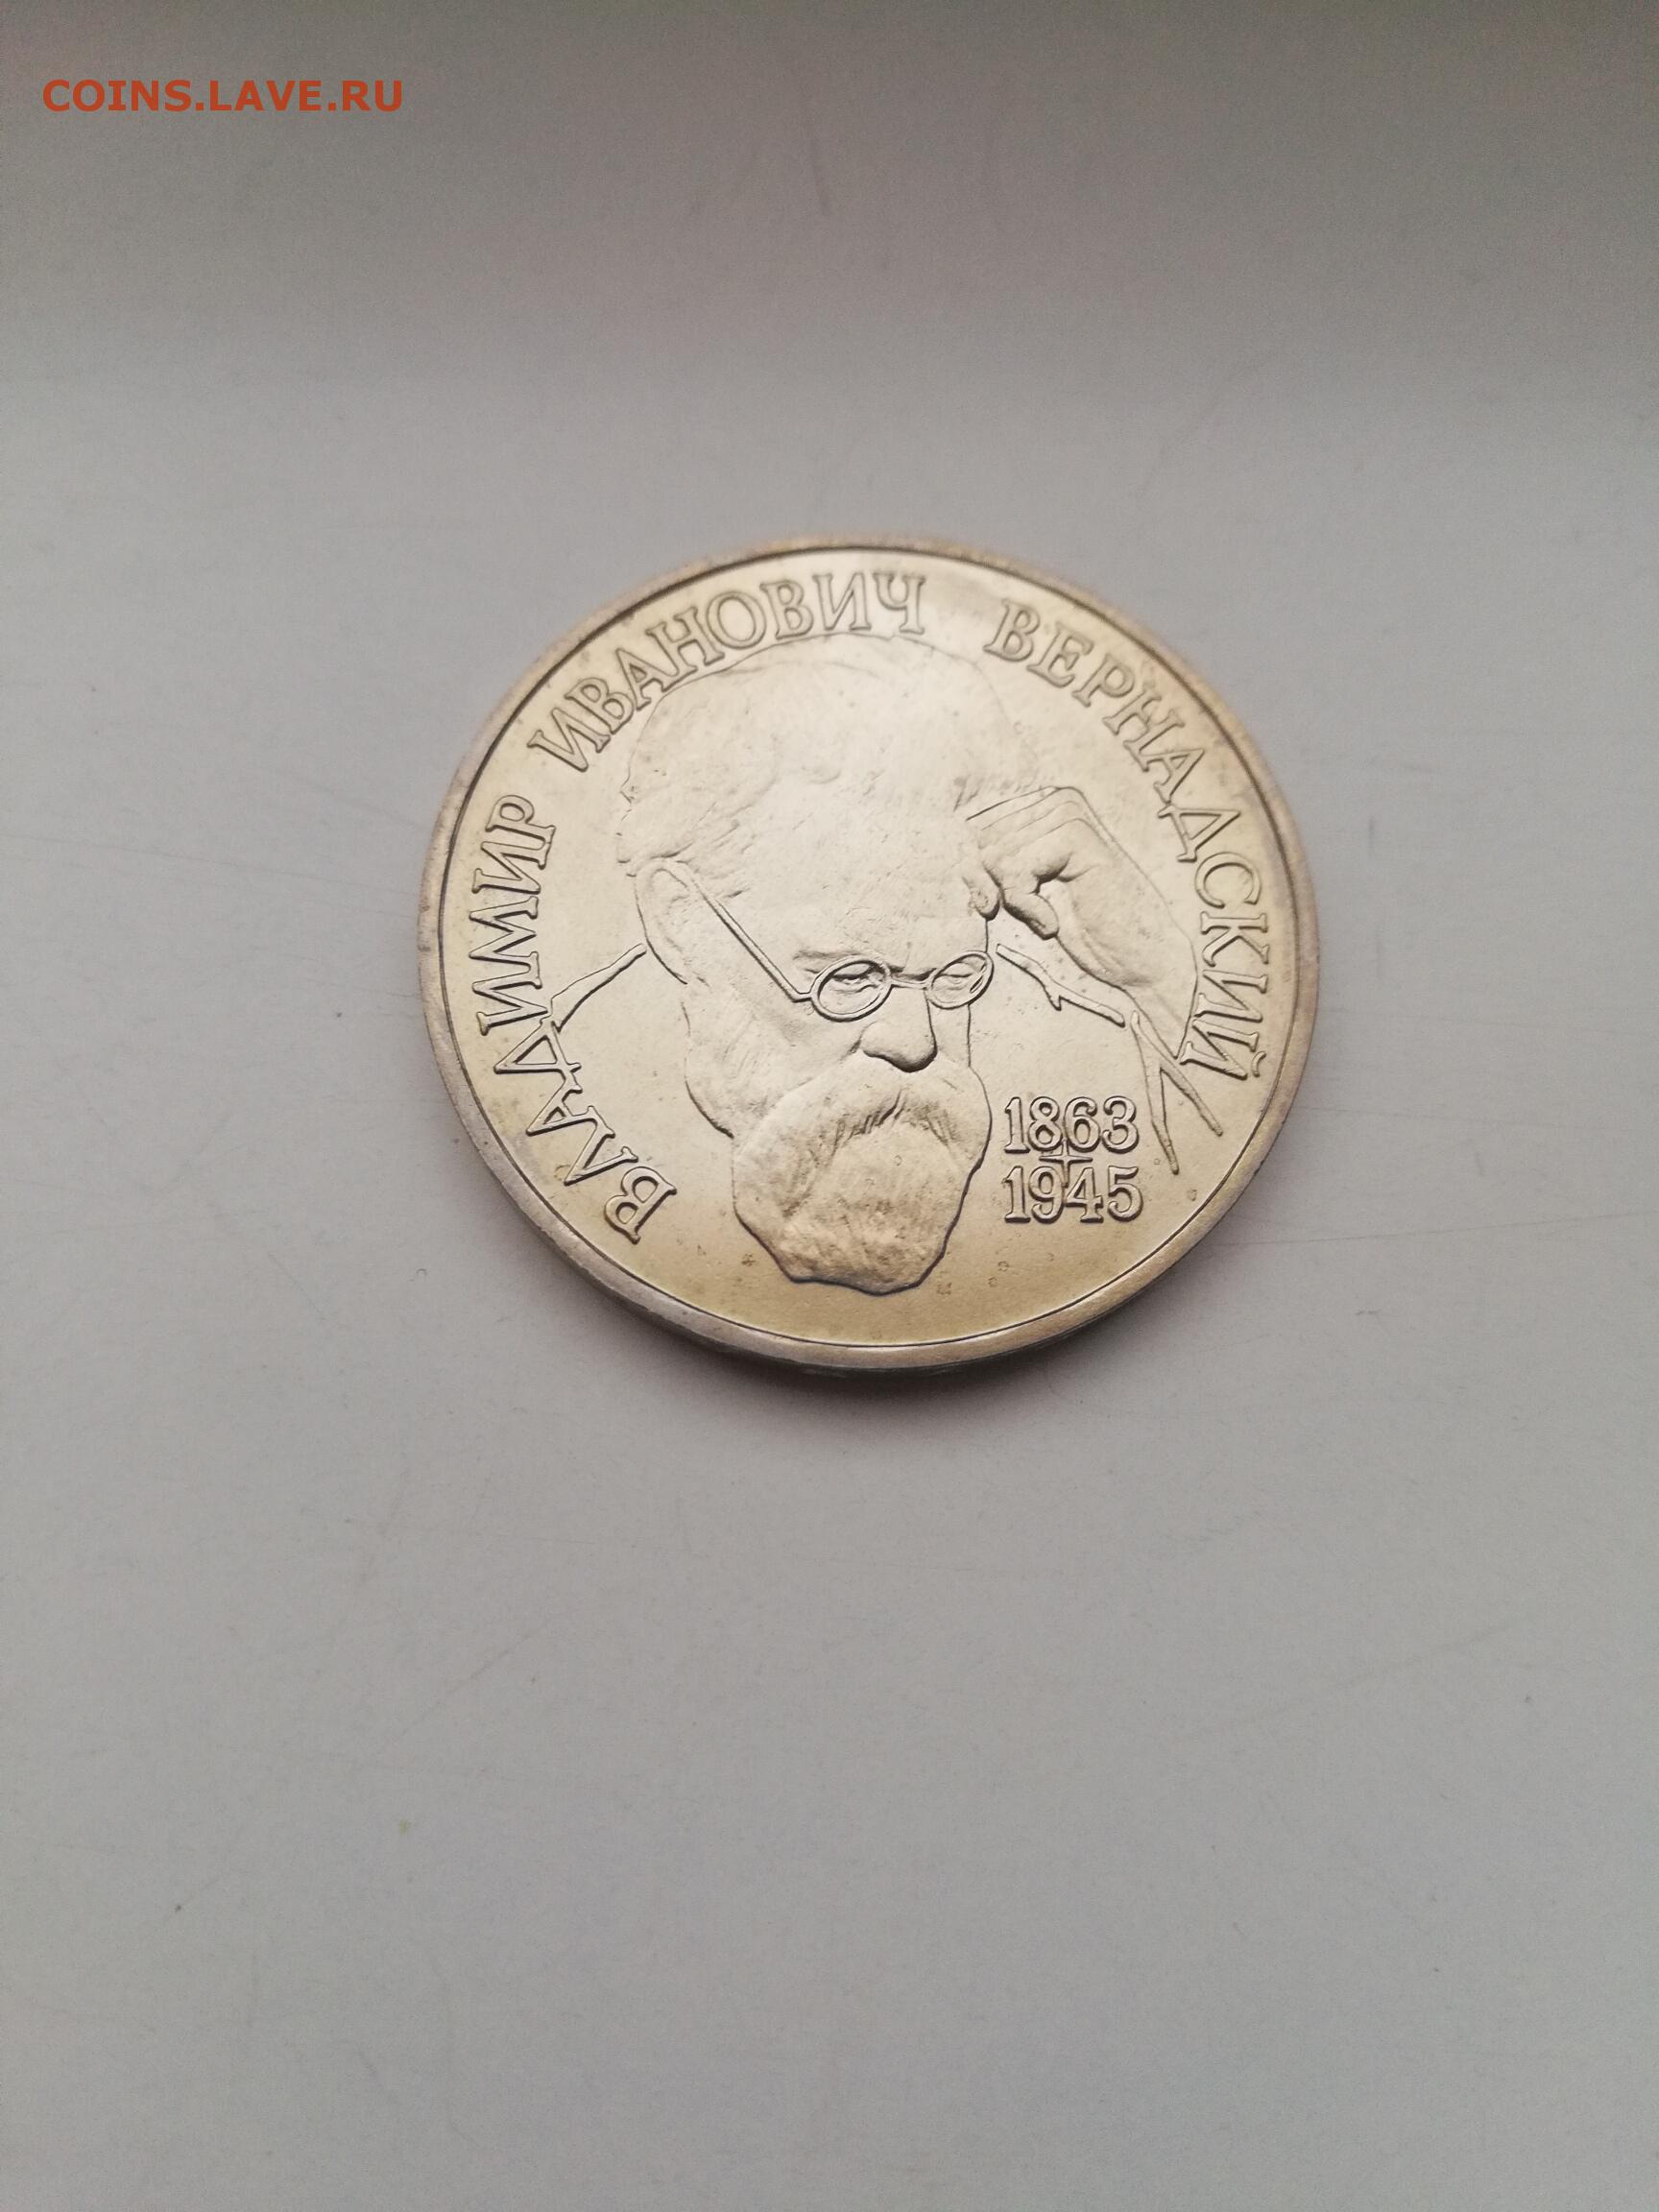 COINS.LAVE.RU
ВЛАДИМИР ИВАНОВИЧ ВЕРНАДСКИЙ
1863
1945